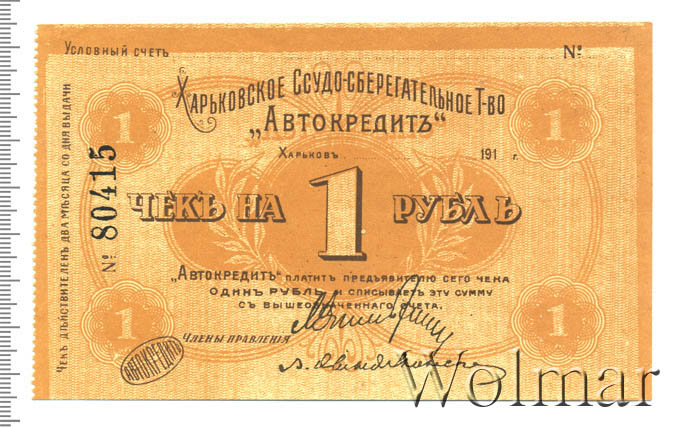 Условный счетъ № 
Харьковское Ссудо-сберегательное Т-во
„Автокредитъ“
Харьковъ 191 г.
1 1
Чекъ дѣйствителенъ два мѣсяца со дня выдачи
№ 80415
Чекъ на 1 рубль
„Автокредитъ“ платитъ предъявителю сего чека
одинъ рубль и списываетъ эту сумму
съ вышеозначеннаго счета.
1 1
Члены правленія
АВТОКРЕДИТЪ
Wolmar